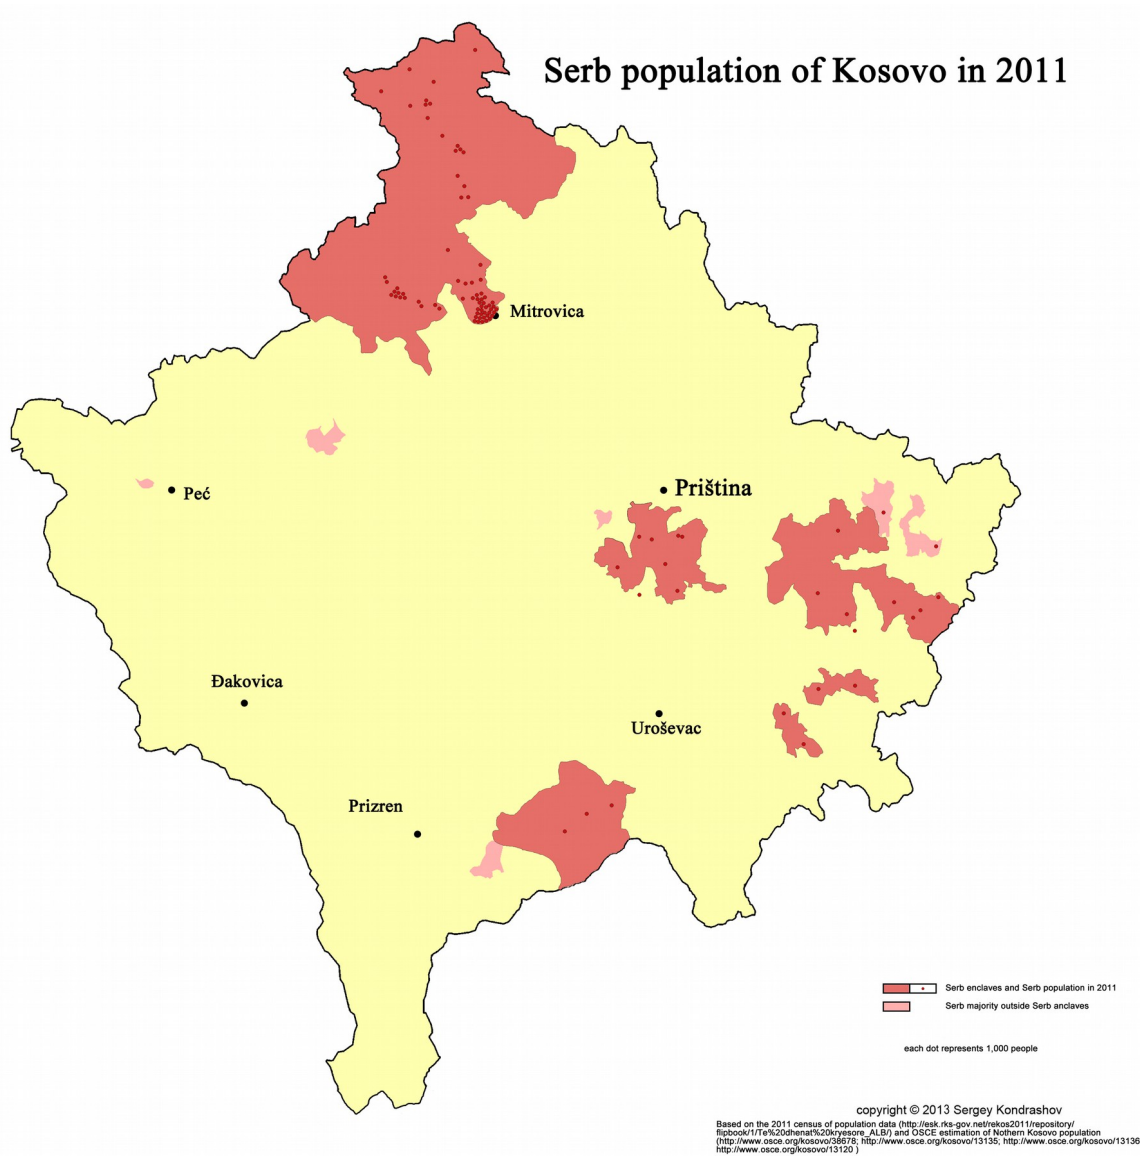 Serb population of Kosovo in 2011
Mitrovica
Peć
Priština
Đakovica
Uroševac
Prizren
Serb enclaves and Serb population in 2011
Serb majority outside Serb anclaves
each dot represents 1,000 people
copyright © 2013 Sergey Kondrashov
Based on the 2011 census of population data (http://esk.rks-gov.net/rekos2011/repository/
flipbook/1/Te%20dhenat%20kryesore_ALB/) and OSCE estimation of Nothern Kosovo population
(http://www.osce.org/kosovo/38678; http://www.osce.org/kosovo/13135; http://www.osce.org/kosovo/13136
http://www.osce.org/kosovo/13120 )